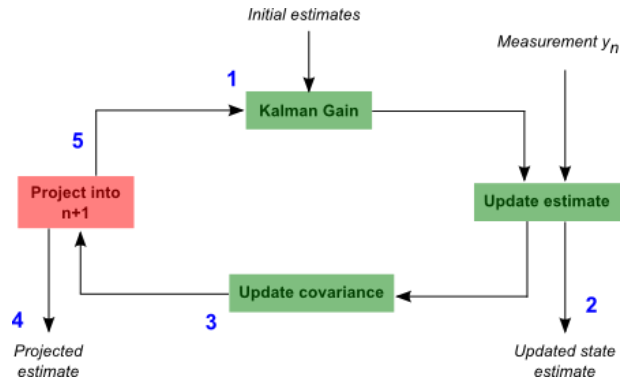 Initial estimates
Measurement yn
1
Kalman Gain
5
Project into
n+1
Update estimate
Update covariance
4
3
2
Projected
estimate
Updated state
estimate